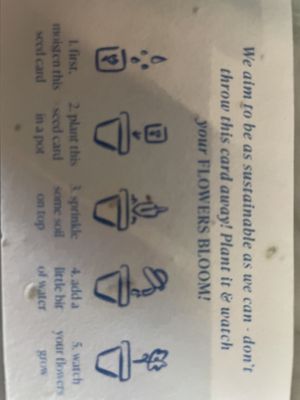 We aim to be as sustainable as we can - don't
throw this card away! Plant it & watch
your FLOWERS BLOOM!
1. first,
moisten this
seed card
2. plant this
seed card
in a pot
3. sprinkle
some soil
on top
4. add a
little bit
of water
5. watch
your flowers
grow